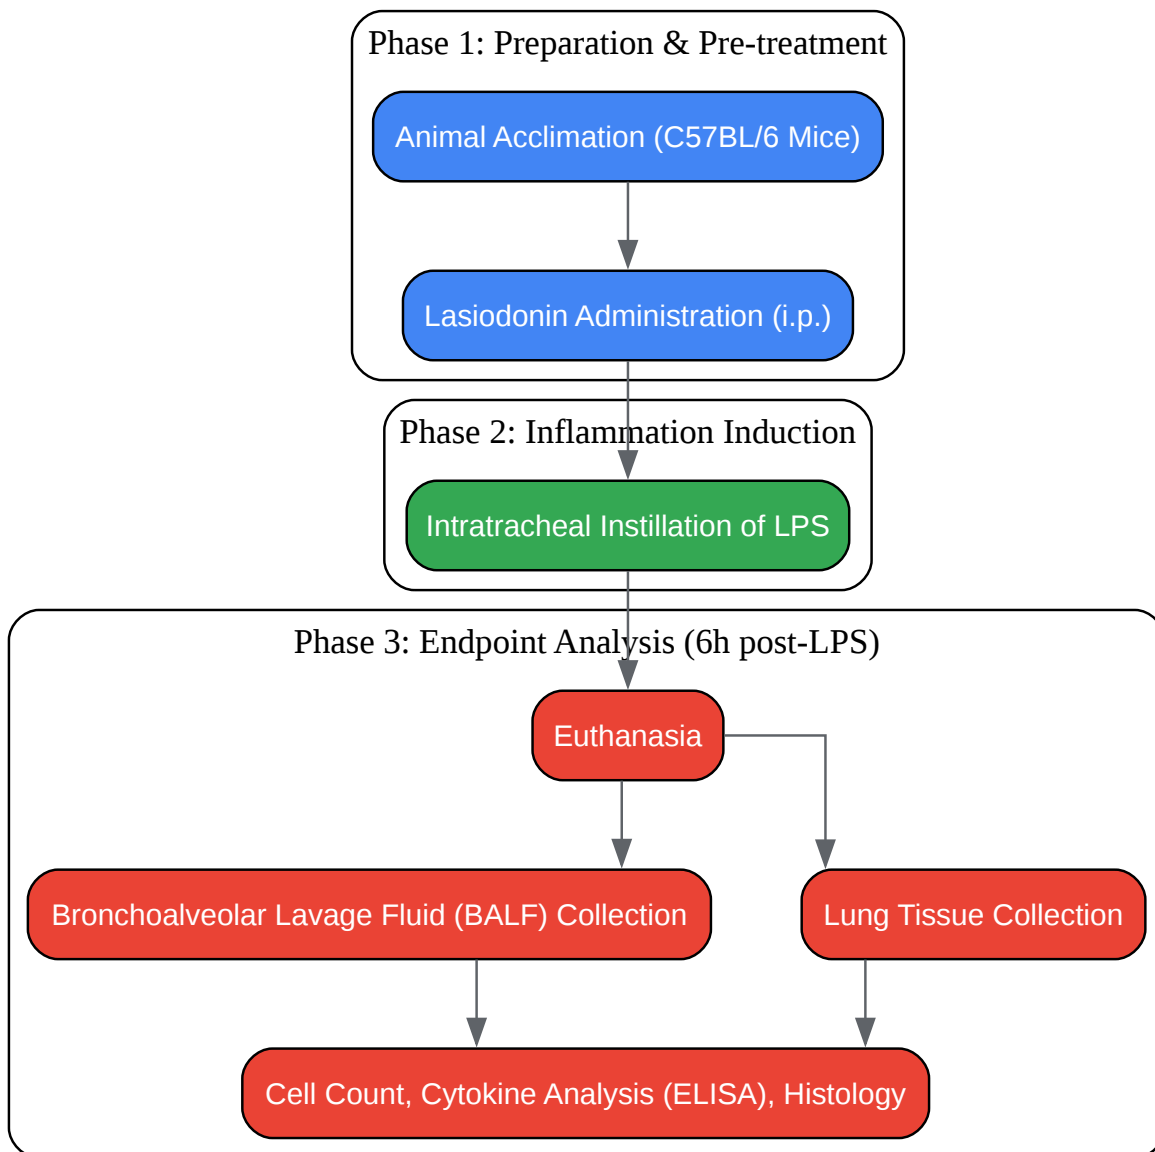 Phase 1: Preparation & Pre-treatment
Animal Acclimation (C57BL/6 Mice)
Lasiodonin Administration (i.p.)
Phase 2: Inflammation Induction
Intratracheal Instillation of LPS
Phase 3: Endpoint Analysis (6h post-LPS)
Euthanasia
Bronchoalveolar Lavage Fluid (BALF) Collection
Lung Tissue Collection
Cell Count, Cytokine Analysis (ELISA), Histology